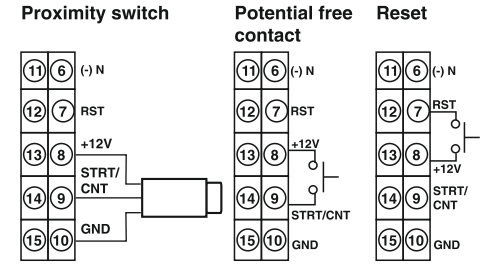 Proximity switch
11 6 (-) N
12 7 RST
13 8 +12V
STRT/
CNT
14 9
GND
15 10
Potential free
contact
11 6 (-) N
12 7 RST
13 8 +12V
14 9
STRT/CNT
15 10 GND
Reset
11 6 (-) N
12 7 RST
13 8
+12V
14 9 STRT/
CNT
15 10 GND